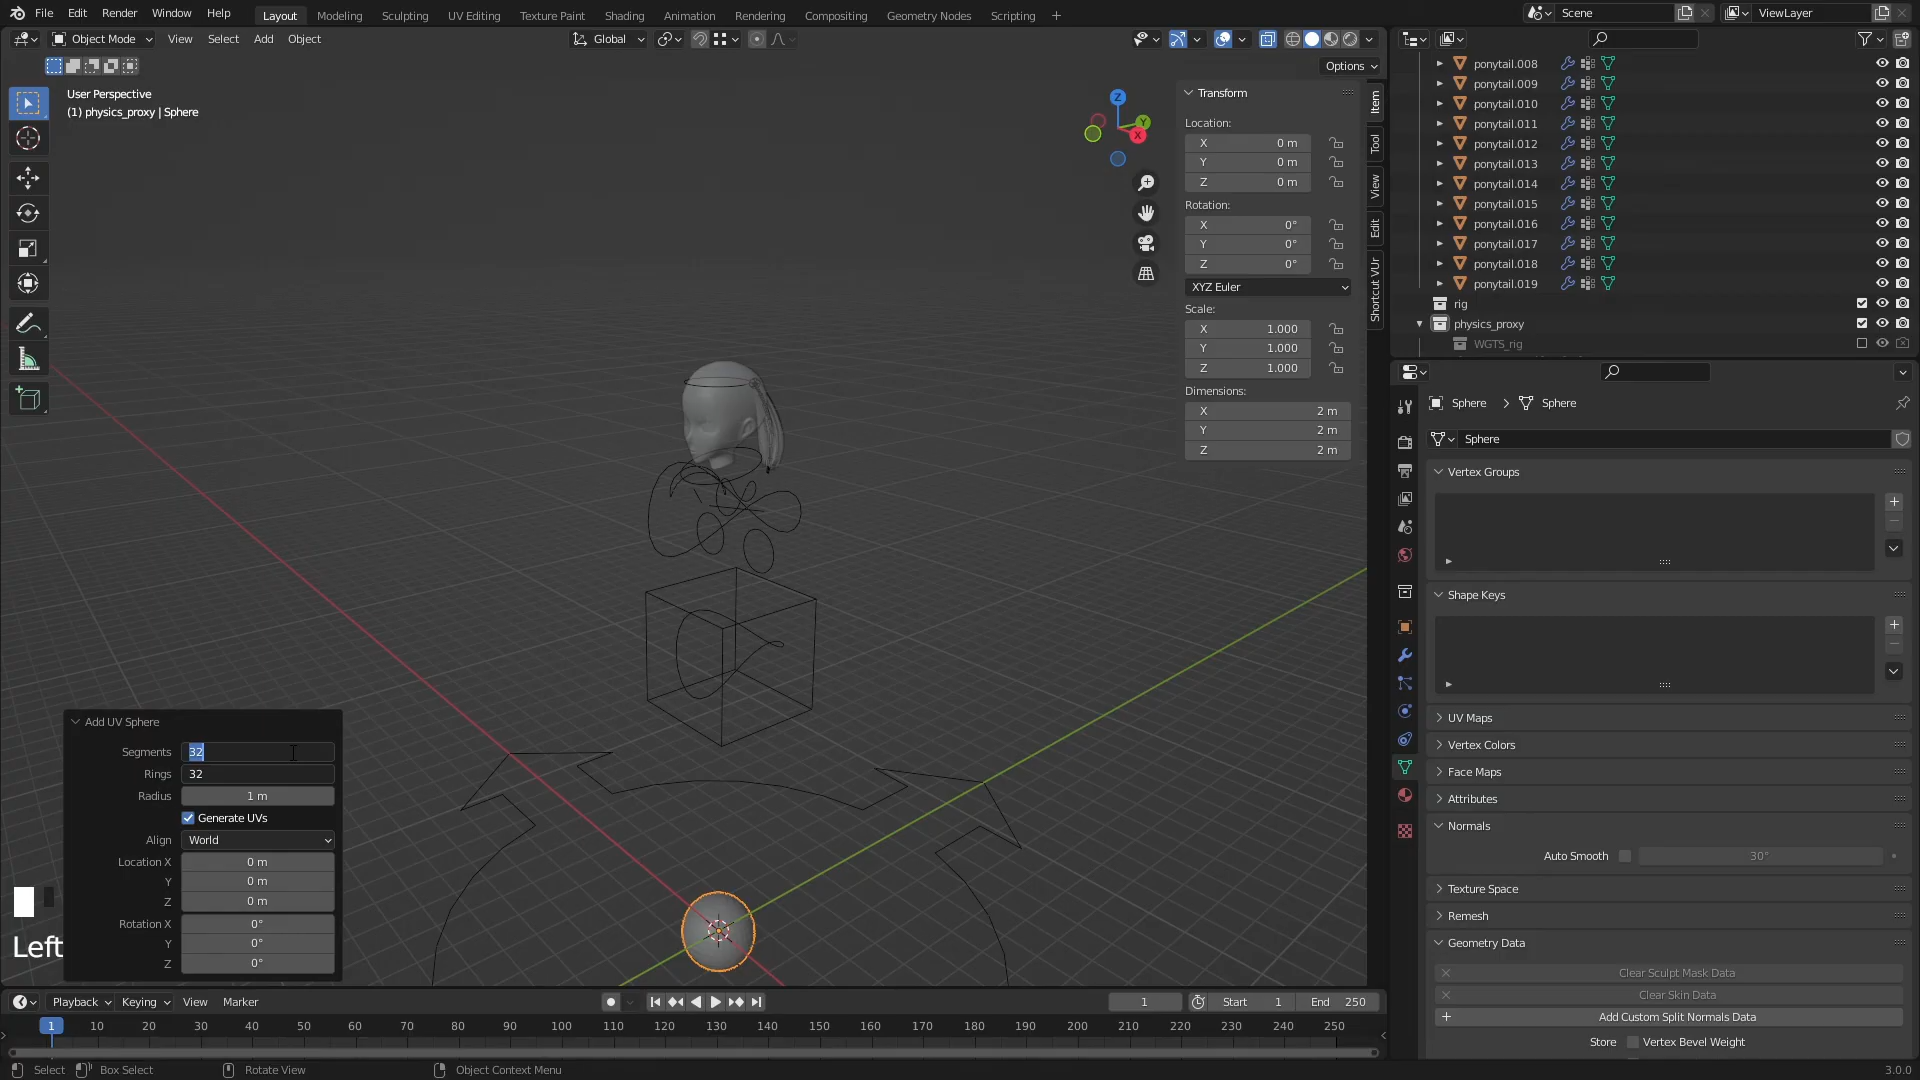 File Edit Render Window Help Layout Modeling Sculpting UV Editing Texture Paint Shading Animation Rendering Compositing Geometry Nodes Scripting + Scene ViewLayer
Object Mode View Select Add Object Global
Options
User Perspective
(1) physics_proxy | Sphere
Z
Y
X
Transform
Location:
X 0 m
Y 0 m
Z 0 m
Rotation:
X 0°
Y 0°
Z 0°
XYZ Euler
Scale:
X 1.000
Y 1.000
Z 1.000
Dimensions:
X 2 m
Y 2 m
Z 2 m
Item
Tool
View
Edit
Shortcut VUr
ponytail.008
ponytail.009
ponytail.010
ponytail.011
ponytail.012
ponytail.013
ponytail.014
ponytail.015
ponytail.016
ponytail.017
ponytail.018
ponytail.019
rig
physics_proxy
WGTS_rig
Sphere > Sphere
Sphere
Vertex Groups
Shape Keys
UV Maps
Vertex Colors
Face Maps
Attributes
Normals
Auto Smooth 30°
Texture Space
Remesh
Geometry Data
Clear Sculpt Mask Data
Clear Skin Data
Add Custom Split Normals Data
Store Vertex Bevel Weight
Add UV Sphere
Segments 32
Rings 32
Radius 1 m
Generate UVs
Align World
Location X 0 m
Y 0 m
Z 0 m
Rotation X 0°
Y 0°
Z 0°
Left
Playback Keying View Marker 1 Start 1 End 250
1 10 20 30 40 50 60 70 80 90 100 110 120 130 140 150 160 170 180 190 200 210 220 230 240 250
Select Box Select Rotate View Object Context Menu 3.0.0